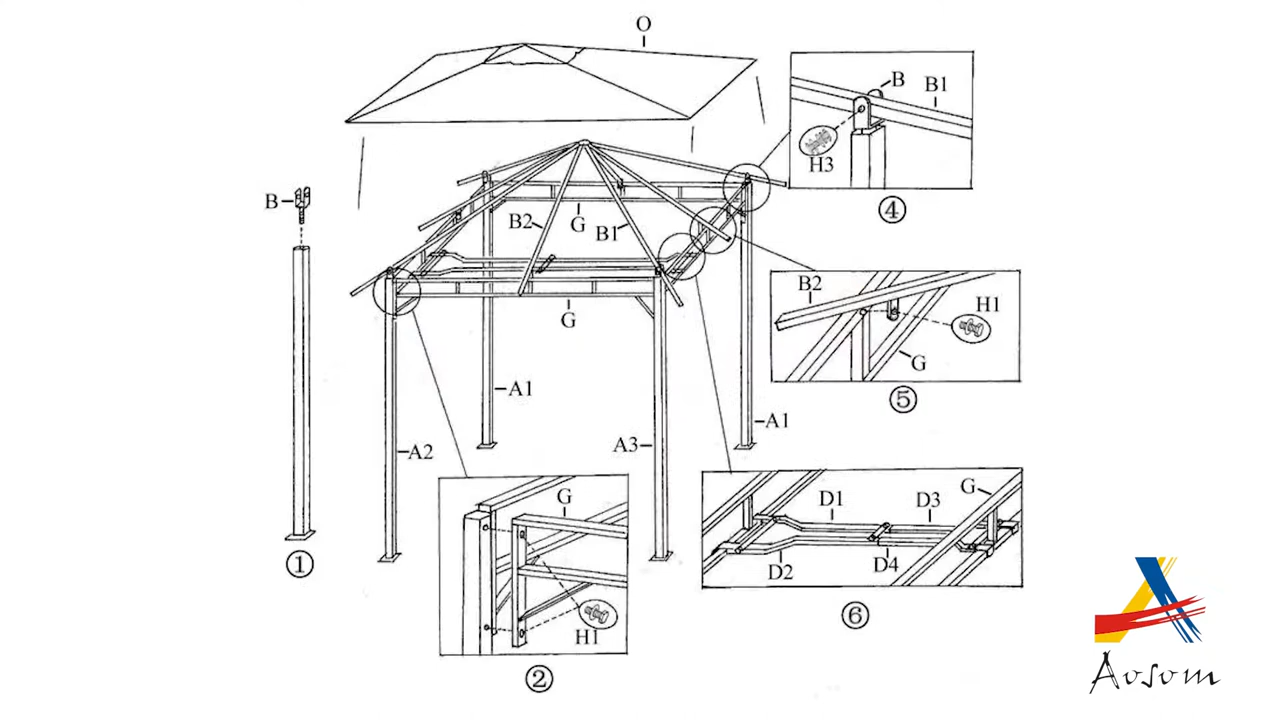 O
B
B1
H3
④
B
B2
G
B1
B2
H1
G
⑤
G
A1
A1
A2
A3
G
H1
②
①
D1
D3
G
D2
D4
⑥
Aosom